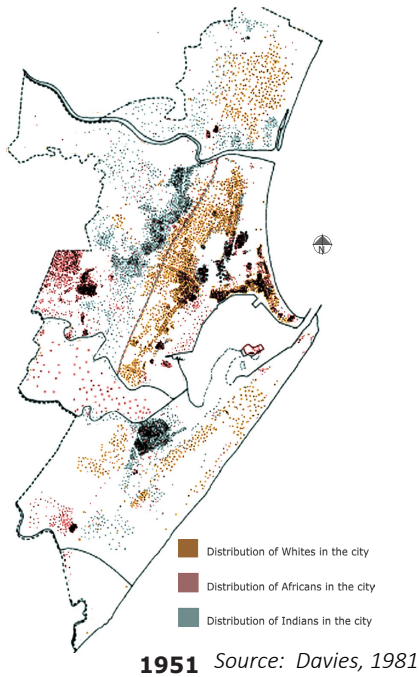 N
Distribution of Whites in the city
Distribution of Africans in the city
Distribution of Indians in the city
1951 Source: Davies, 1981